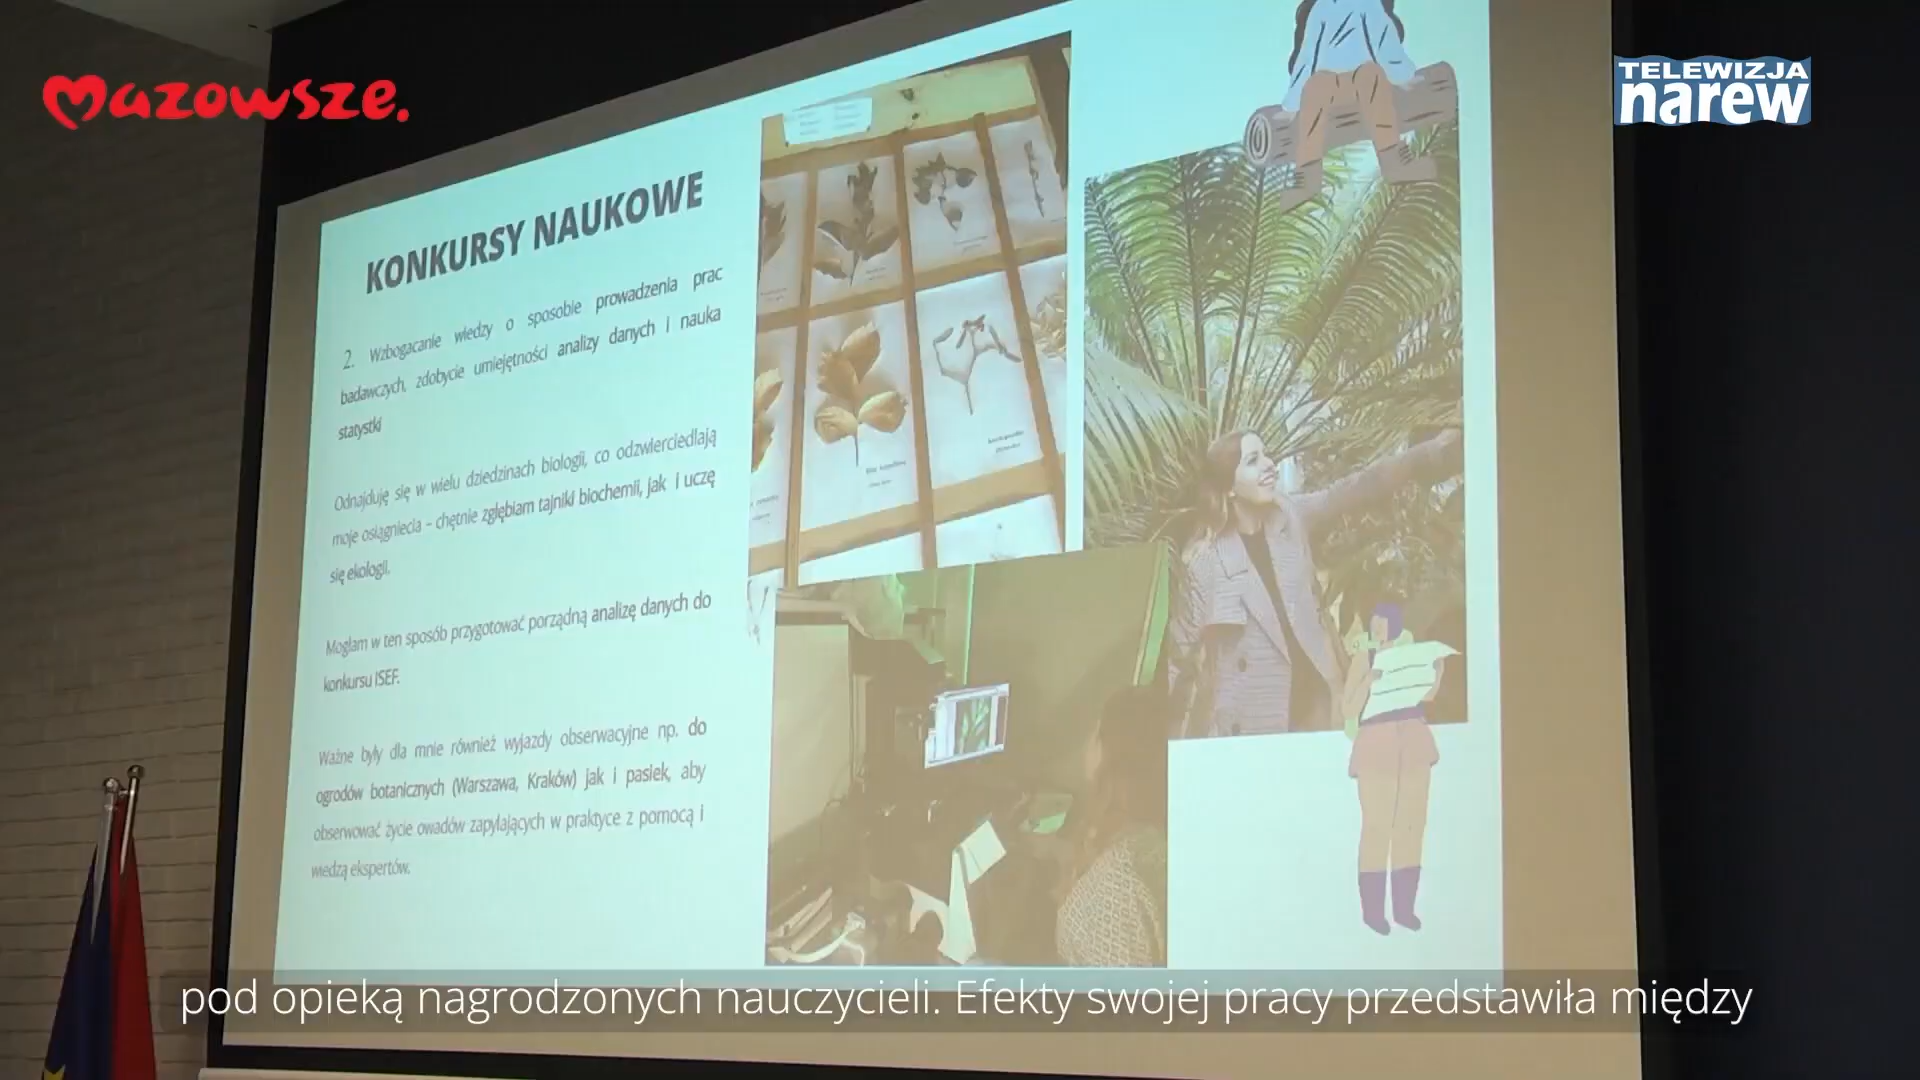 Mazowsze.
TELEWIZJA
narew
KONKURSY NAUKOWE
2. Wzbogacanie wiedzy o sposobie prowadzenia prac
badawczych, zdobycie umiejętności analizy danych i nauka
statystki
Odnajduję się w wielu dziedzinach biologii, co odzwierciedlają
moje osiągniecia – chętnie zgłębiam tajniki biochemii, jak i uczę
się ekologii.
Mogłam w ten sposób przygotować porządną analizę danych do
konkursu ISEF.
Ważne były dla mnie również wyjazdy obserwacyjne np. do
ogrodów botanicznych (Warszawa, Kraków) jak i pasiek, aby
obserwować życie owadów zapylających w praktyce z pomocą i
wiedzą ekspertów.
pod opieką nagrodzonych nauczycieli. Efekty swojej pracy przedstawiła między